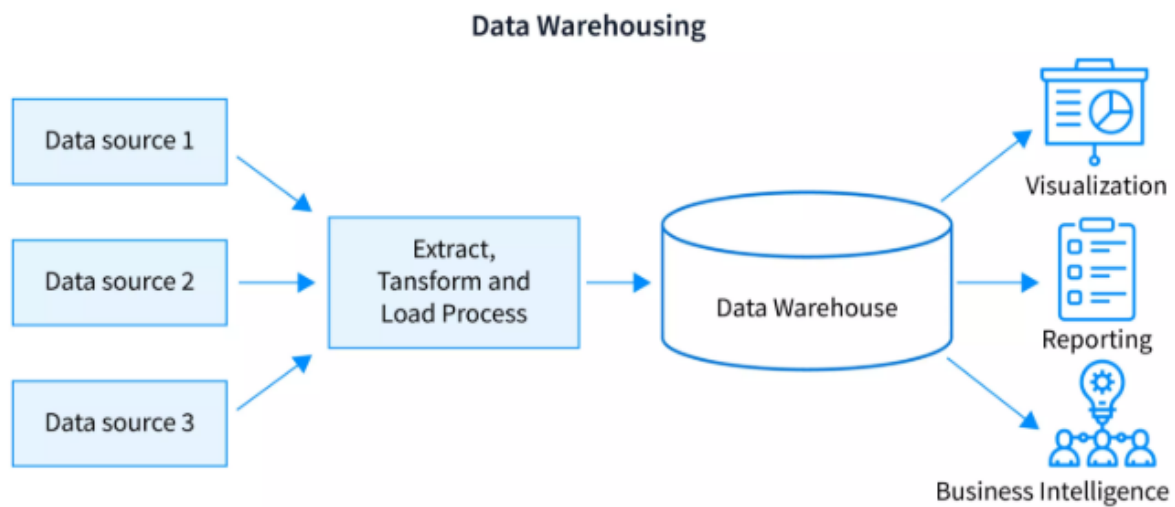 Data Warehousing
Data source 1
Data source 2
Data source 3
Extract,
Tansform and
Load Process
Data Warehouse
Visualization
Reporting
Business Intelligence